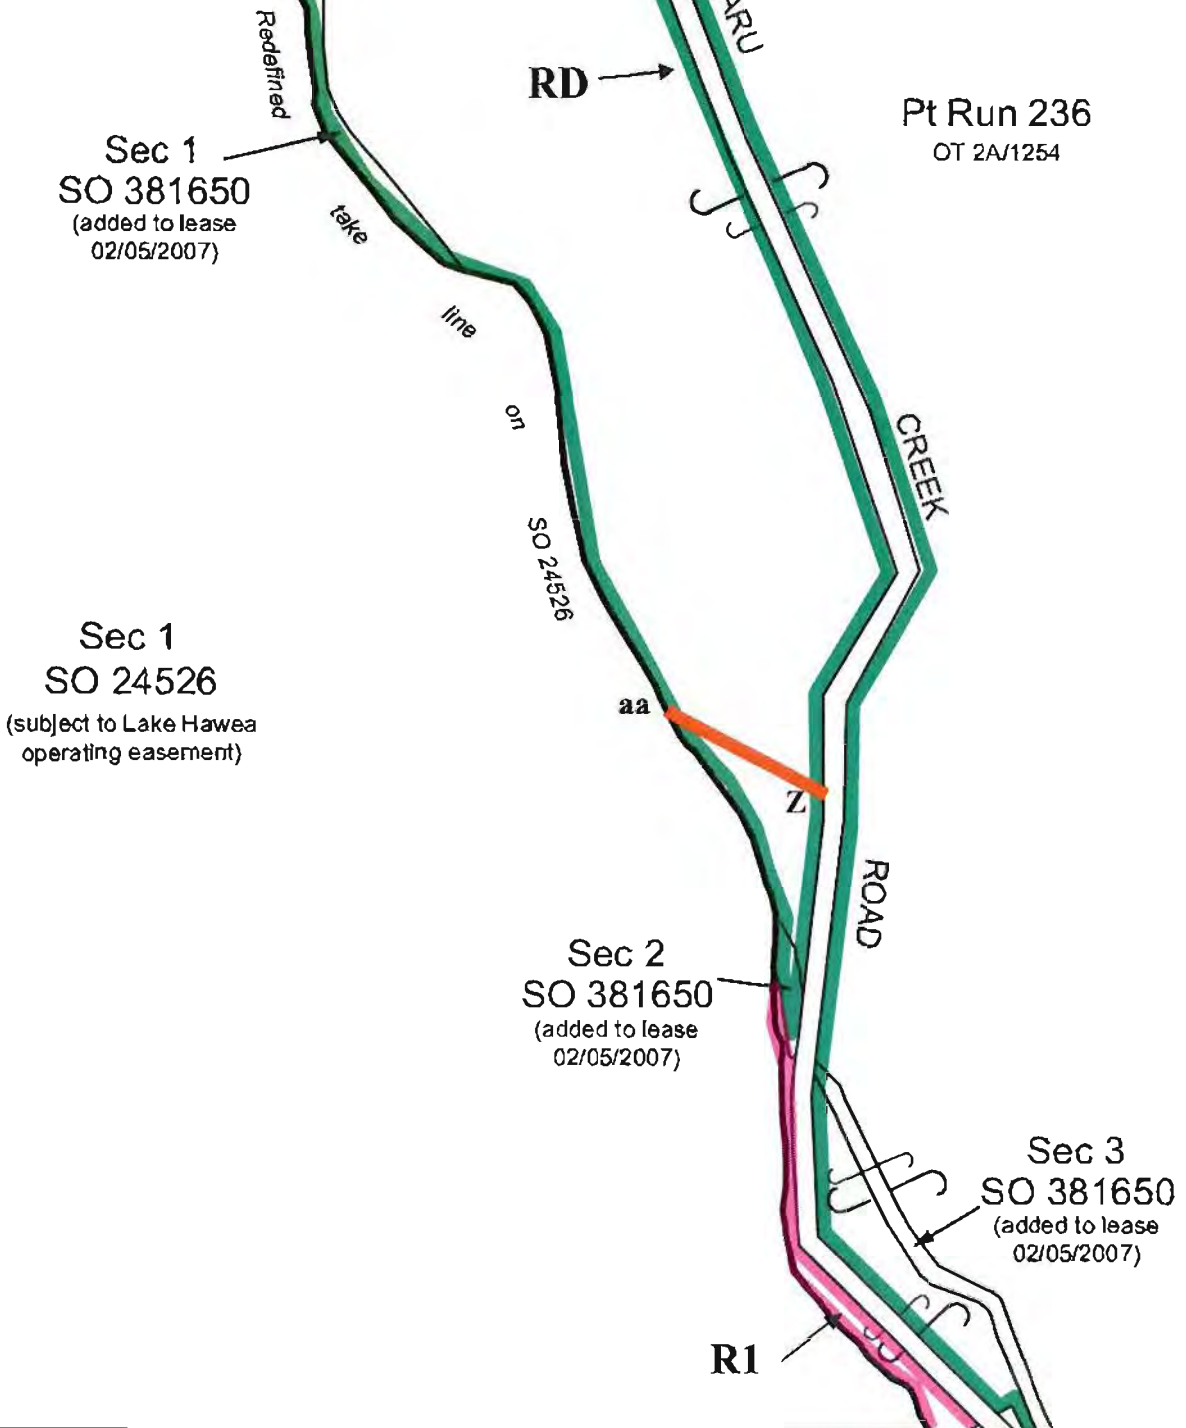 Redefined
ARU
RD
Pt Run 236
OT 2A/1254
Sec 1
SO 381650
(added to lease
02/05/2007)
take
line
on
CREEK
SO 24526
Sec 1
SO 24526
(subject to Lake Hawea
operating easement)
aa
Z
ROAD
Sec 2
SO 381650
(added to lease
02/05/2007)
Sec 3
SO 381650
(added to lease
02/05/2007)
R1